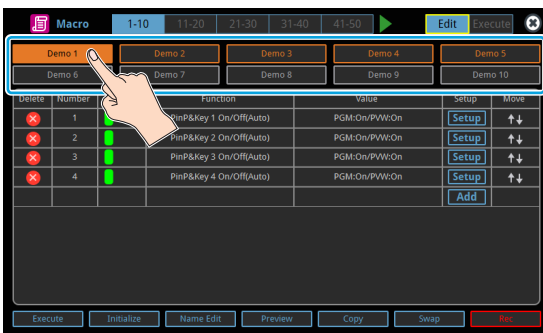 Macro 1-10 11-20 21-30 31-40 41-50 Edit Execute
Demo 1 Demo 2 Demo 3 Demo 4 Demo 5
Demo 6 Demo 7 Demo 8 Demo 9 Demo 10
Delete Number Function Value Setup Move
1 PinP&Key 1 On/Off(Auto) PGM:On/PVW:On Setup
2 PinP&Key 2 On/Off(Auto) PGM:On/PVW:On Setup
3 PinP&Key 3 On/Off(Auto) PGM:On/PVW:On Setup
4 PinP&Key 4 On/Off(Auto) PGM:On/PVW:On Setup
Add
Execute Initialize Name Edit Preview Copy Swap Rec